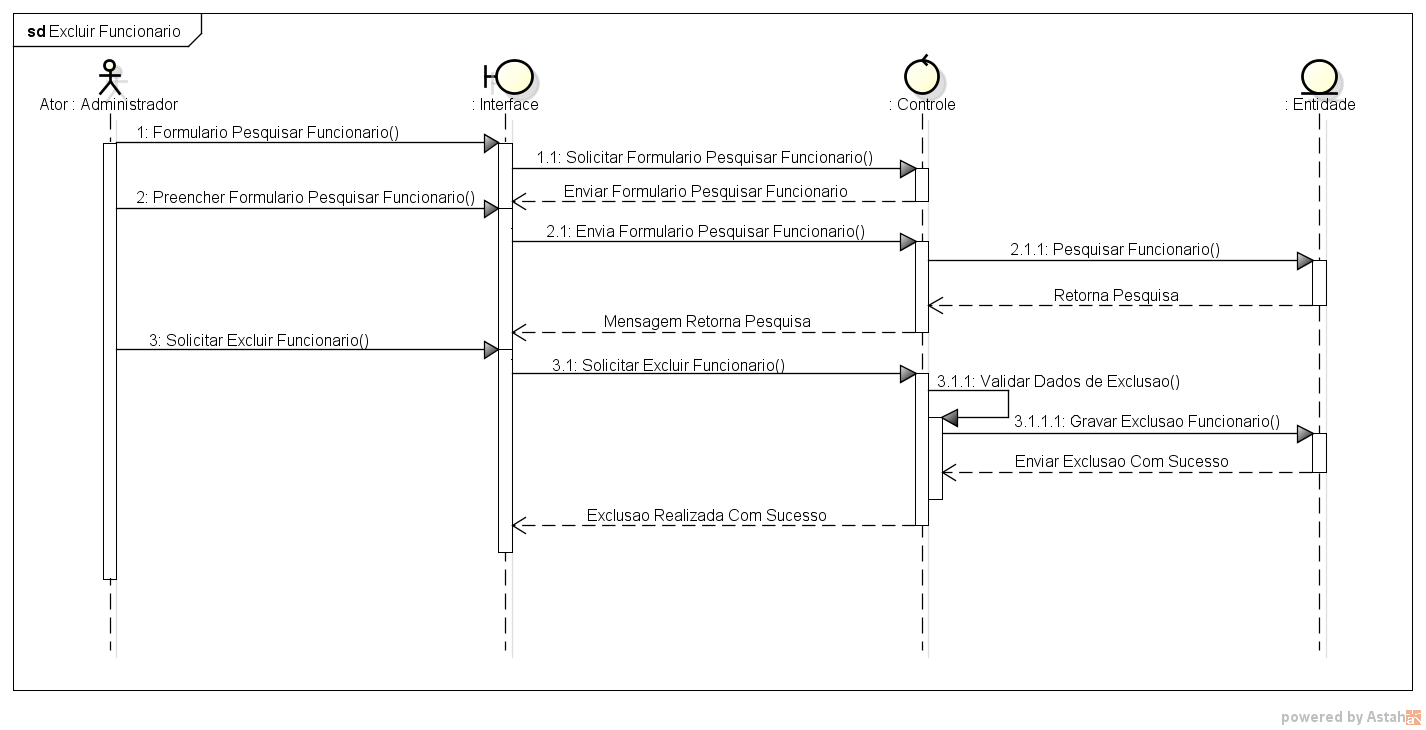 sd Excluir Funcionario
Ator : Administrador
: Interface
: Controle
: Entidade
1: Formulario Pesquisar Funcionario()
1.1: Solicitar Formulario Pesquisar Funcionario()
Enviar Formulario Pesquisar Funcionario
2: Preencher Formulario Pesquisar Funcionario()
2.1: Envia Formulario Pesquisar Funcionario()
2.1.1: Pesquisar Funcionario()
Retorna Pesquisa
Mensagem Retorna Pesquisa
3: Solicitar Excluir Funcionario()
3.1: Solicitar Excluir Funcionario()
3.1.1: Validar Dados de Exclusao()
3.1.1.1: Gravar Exclusao Funcionario()
Enviar Exclusao Com Sucesso
Exclusao Realizada Com Sucesso
powered by Astah